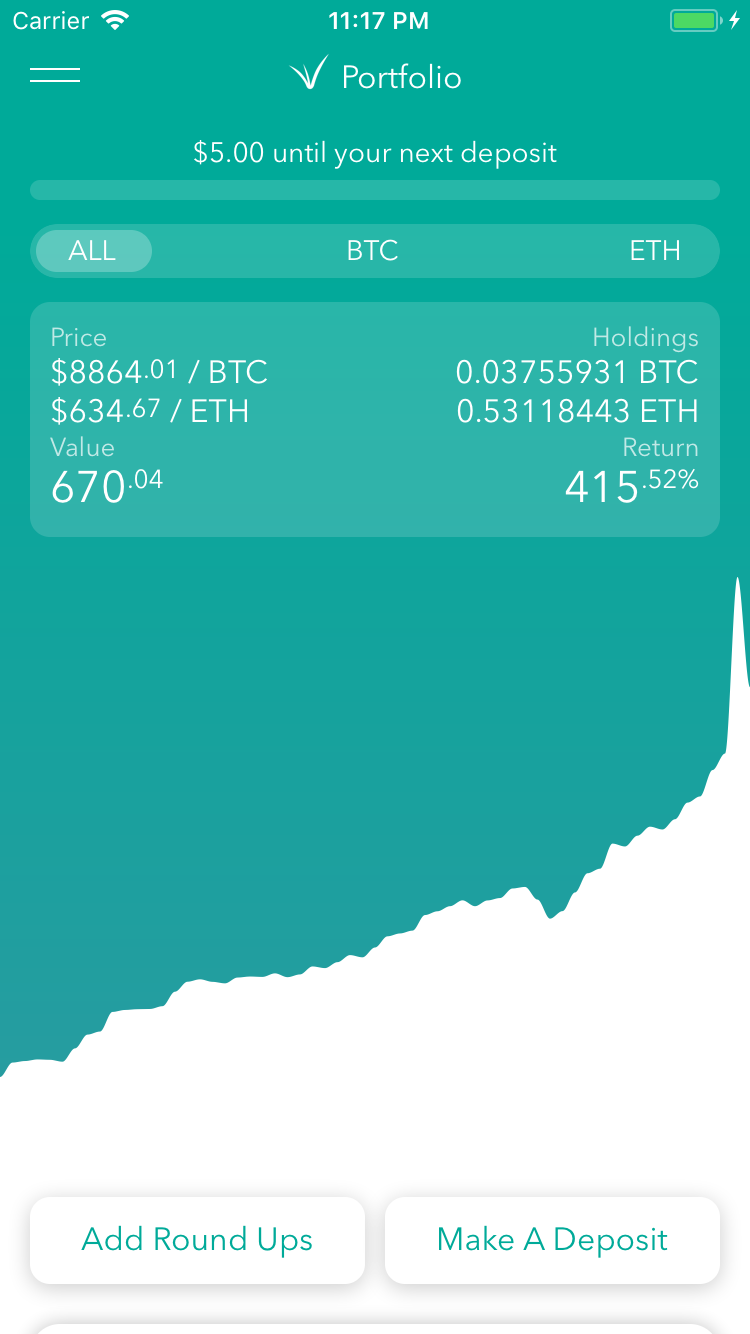 Carrier 11:17 PM
Portfolio
$5.00 until your next deposit
ALL BTC ETH
Price Holdings
$8864.01 / BTC 0.03755931 BTC
$634.67 / ETH 0.53118443 ETH
Value Return
670.04 415.52%
Add Round Ups Make A Deposit